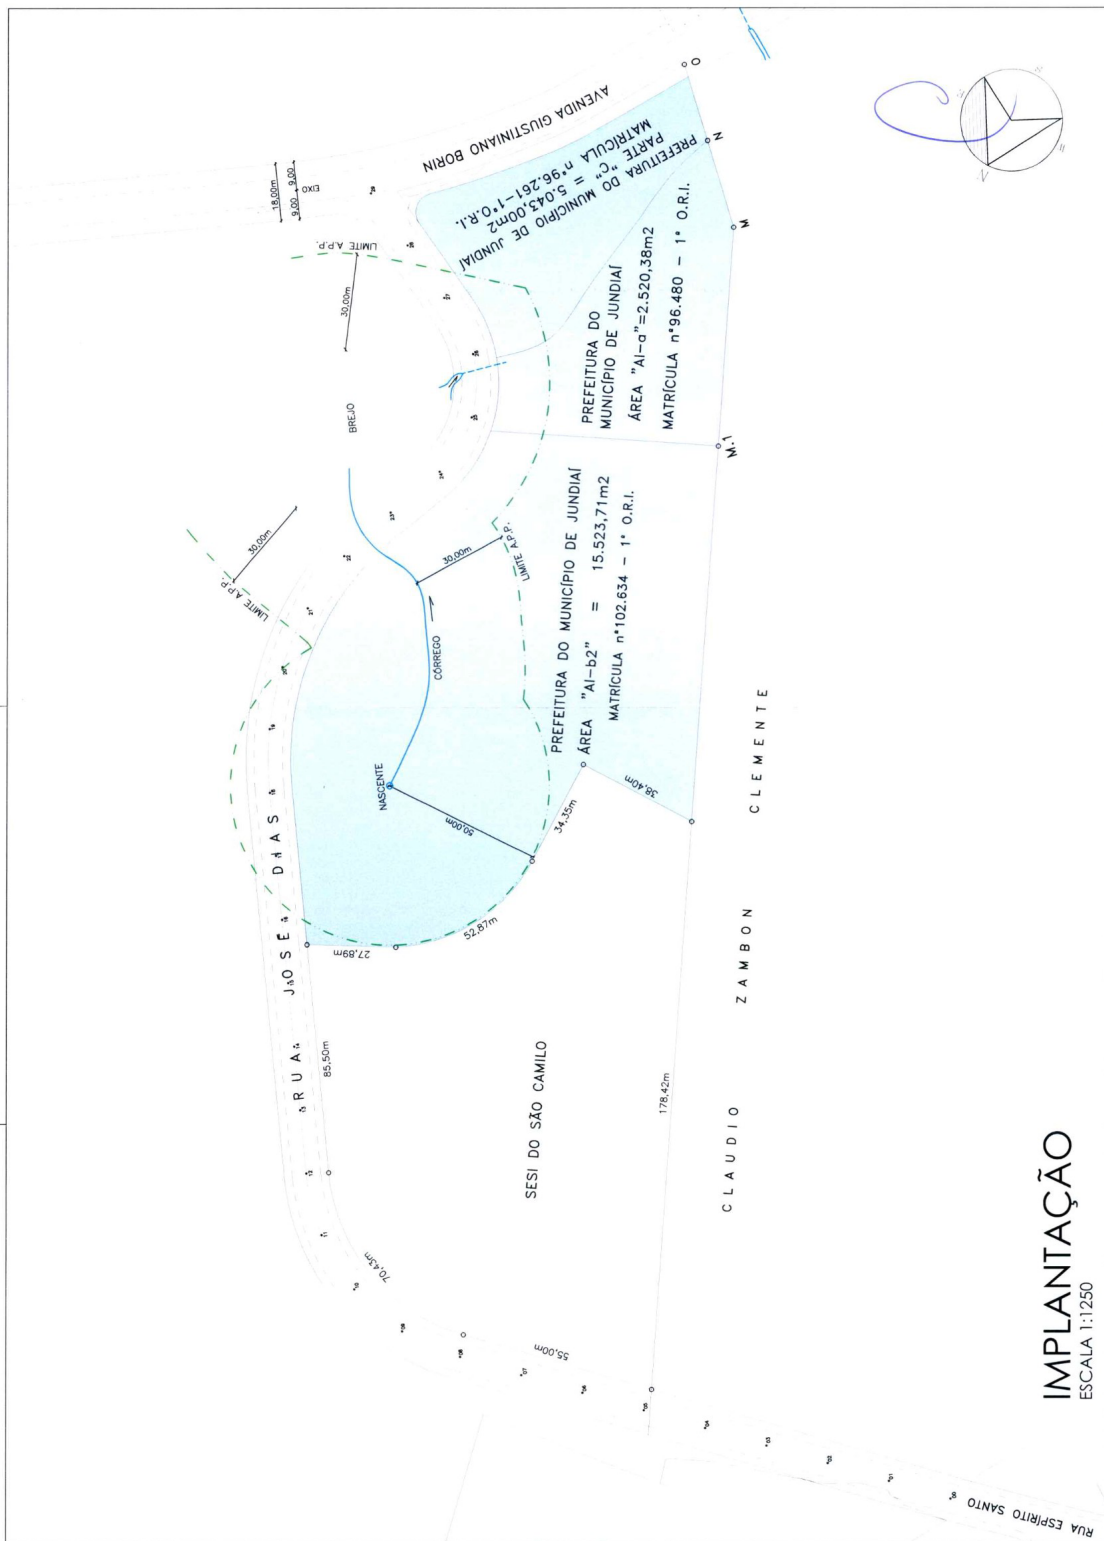 AVENIDA GIUSTINIANO BORIN
O
N
M
M.1
18,00m
9,00
9,00
EIXO
LIMITE A.P.P.
30,00m
BREJO
PREFEITURA DO MUNICÍPIO DE JUNDIAÍ
PARTE "C" = 5.043,00m2
MATRÍCULA n°96.261-1°O.R.I.
PREFEITURA DO
MUNICÍPIO DE JUNDIAÍ
ÁREA "AI-a"=2.520,38m2
MATRÍCULA n°96.480 - 1° O.R.I.
30,00m
LIMITE A.P.P.
30,00m
LIMITE A.P.P.
CÓRREGO
NASCENTE
50,00m
PREFEITURA DO MUNICÍPIO DE JUNDIAÍ
ÁREA "AI-b2" = 15.523,71m2
MATRÍCULA n°102.634 - 1° O.R.I.
34,35m
38,40m
52,87m
27,89m
RUA JOSÉ DIAS
85,50m
SESI DO SÃO CAMILO
178,42m
CLAUDIO ZAMBON CLEMENTE
70,43m
55,00m
RUA ESPÍRITO SANTO
IMPLANTAÇÃO
ESCALA 1:1250